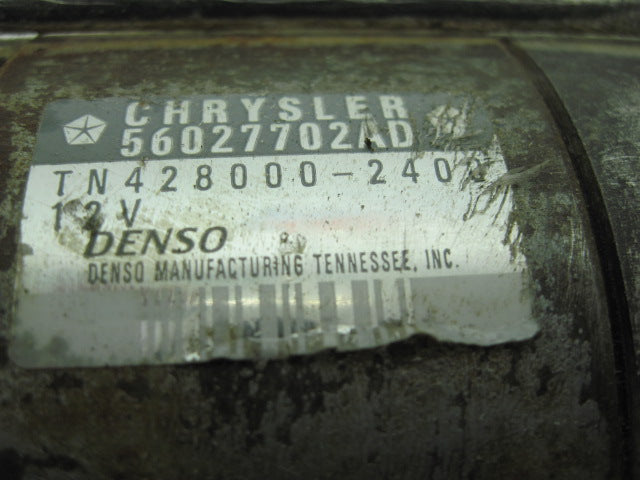 CHRYSLER
56027702AD
TN428000-240
12V
DENSO
DENSO MANUFACTURING TENNESSEE, INC.